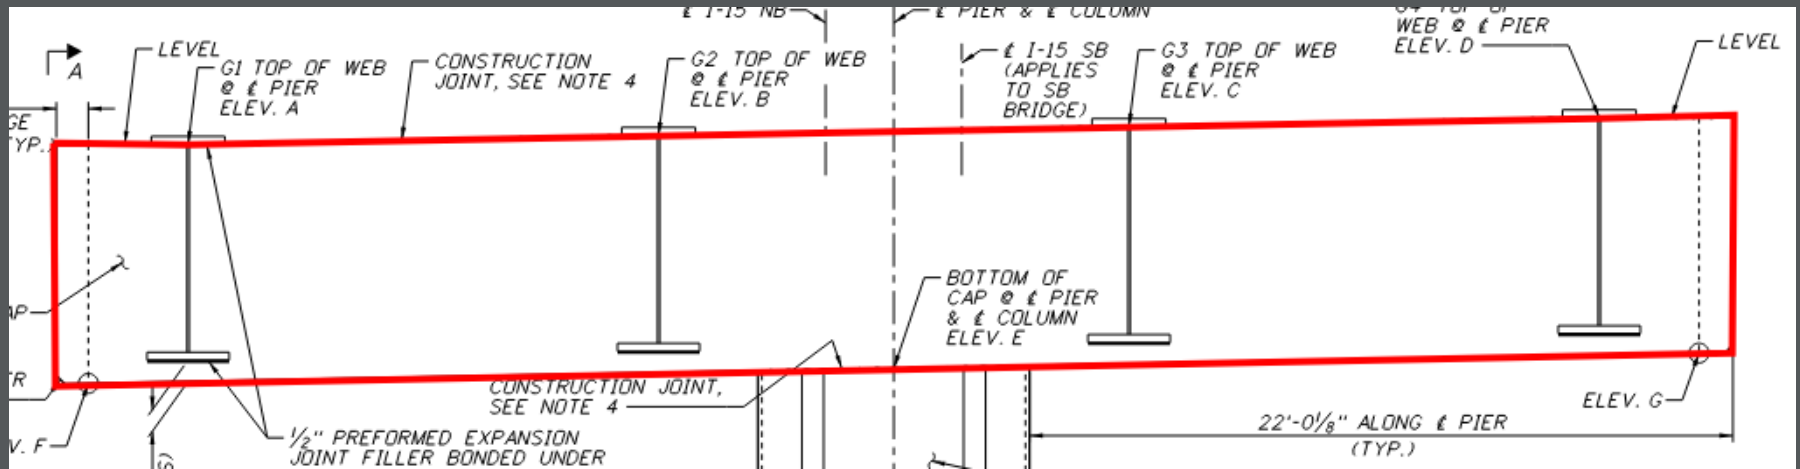 ℄ I-15 NB
℄ PIER & ℄ COLUMN
WEB @ ℄ PIER
ELEV. D
LEVEL
A
LEVEL
G1 TOP OF WEB
@ ℄ PIER
ELEV. A
CONSTRUCTION
JOINT, SEE NOTE 4
G2 TOP OF WEB
@ ℄ PIER
ELEV. B
℄ I-15 SB
(APPLIES
TO SB
BRIDGE)
G3 TOP OF WEB
@ ℄ PIER
ELEV. C
BOTTOM OF
CAP @ ℄ PIER
& ℄ COLUMN
ELEV. E
CONSTRUCTION JOINT,
SEE NOTE 4
ELEV. G
22'-0⅛" ALONG ℄ PIER
(TYP.)
V. F
½" PREFORMED EXPANSION
JOINT FILLER BONDED UNDER